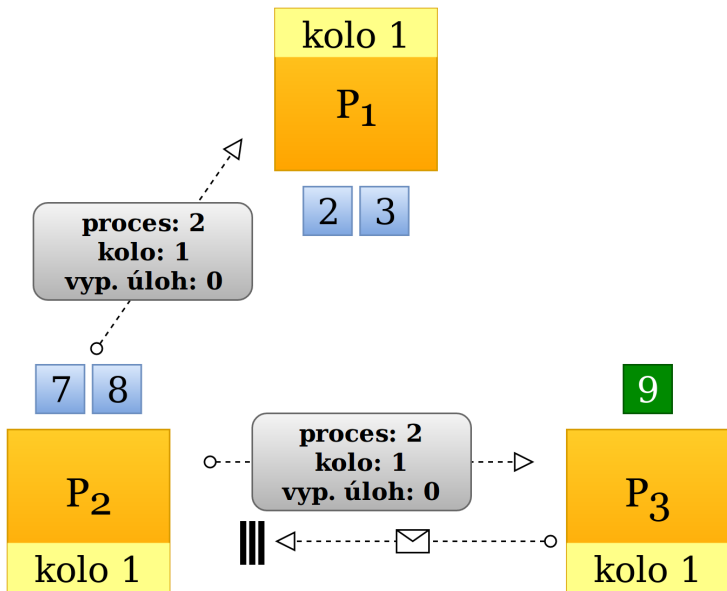 kolo 1
P₁
2 3
proces: 2
kolo: 1
vyp. úloh: 0
7 8
9
proces: 2
kolo: 1
vyp. úloh: 0
P₂
P₃
kolo 1
kolo 1